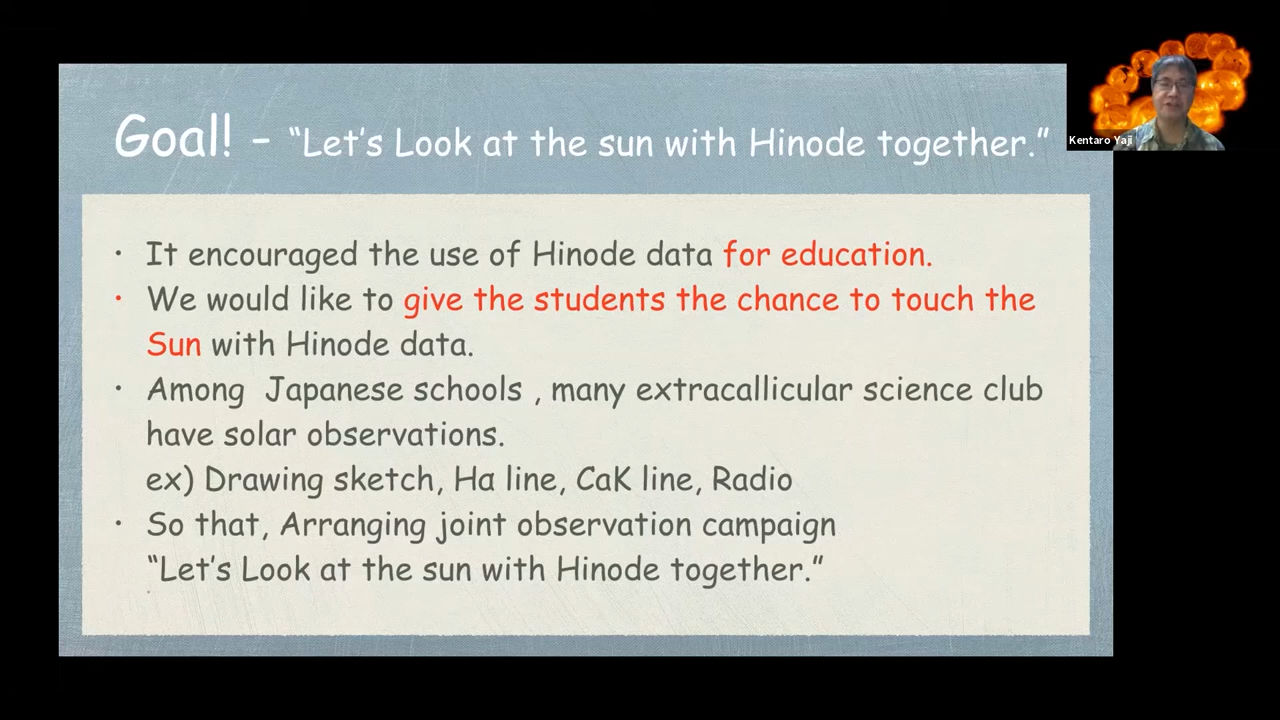 Goal! - “Let’s Look at the sun with Hinode together.”
Kentaro Yaji
• It encouraged the use of Hinode data for education.
• We would like to give the students the chance to touch the
Sun with Hinode data.
• Among Japanese schools , many extracallicular science club
have solar observations.
ex) Drawing sketch, Hα line, CaK line, Radio
• So that, Arranging joint observation campaign
“Let’s Look at the sun with Hinode together.”